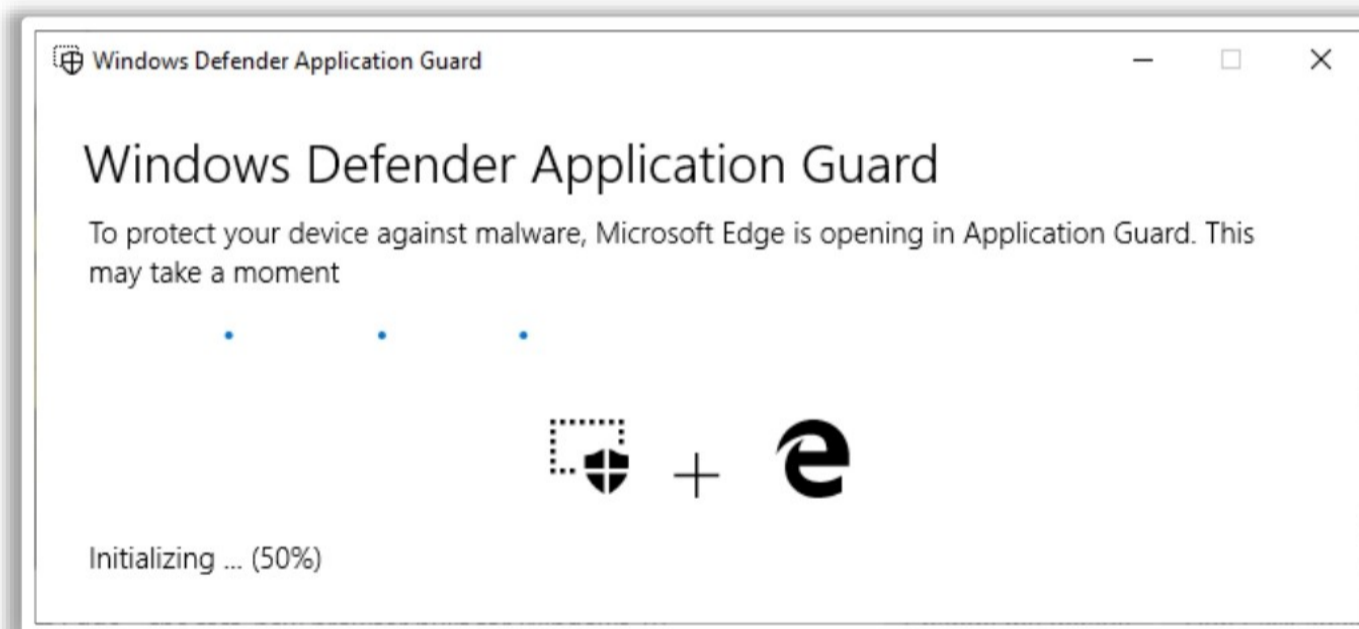 Windows Defender Application Guard
Windows Defender Application Guard
To protect your device against malware, Microsoft Edge is opening in Application Guard. This
may take a moment
Initializing ... (50%)